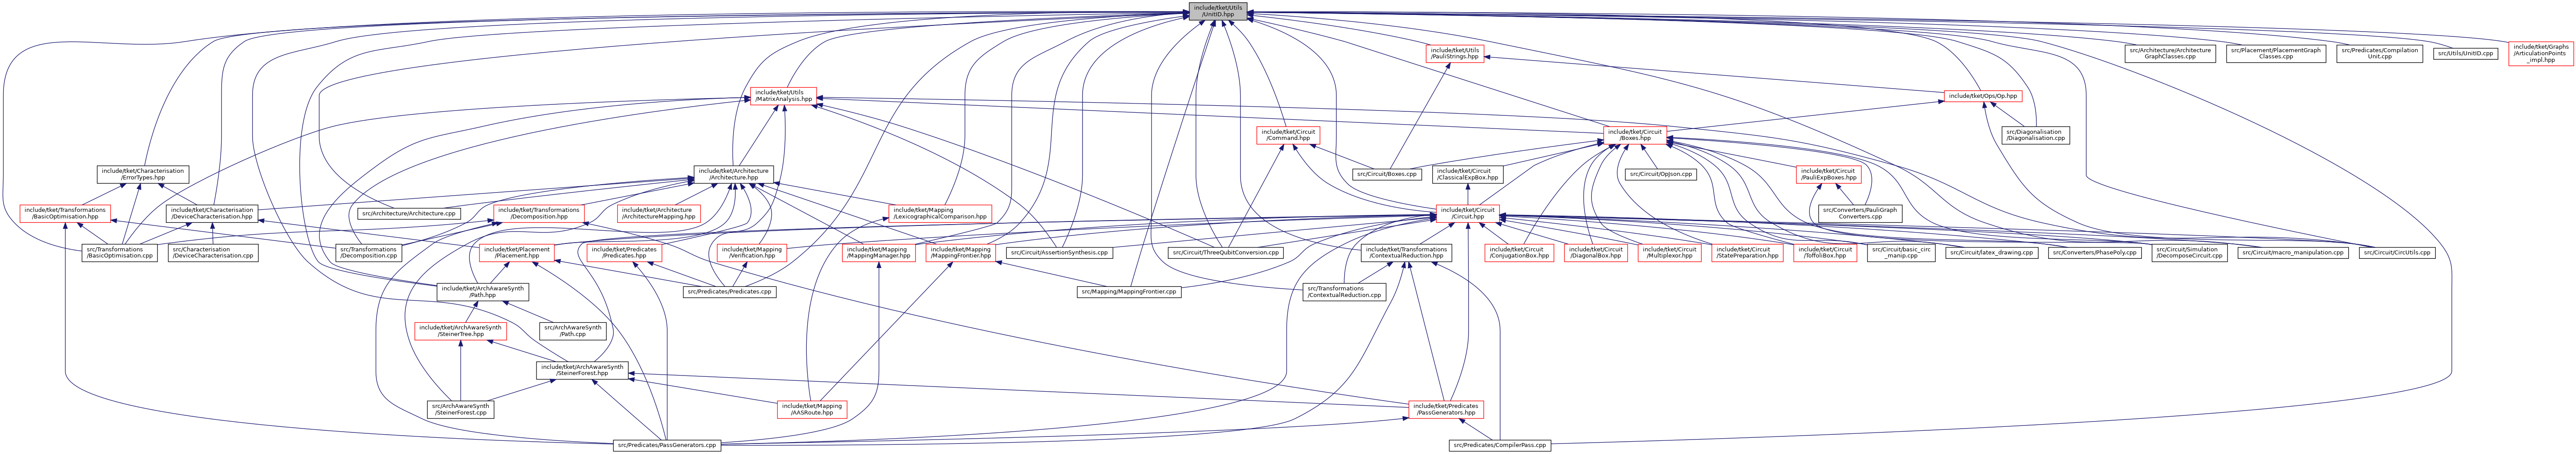 include/tket/Utils
/UnitID.hpp
include/tket/Utils
/PauliStrings.hpp
src/Architecture/Architecture
GraphClasses.cpp
src/Placement/PlacementGraph
Classes.cpp
src/Predicates/Compilation
Unit.cpp
src/Utils/UnitID.cpp
include/tket/Graphs
/ArticulationPoints
_impl.hpp
include/tket/Utils
/MatrixAnalysis.hpp
include/tket/Ops/Op.hpp
include/tket/Circuit
/Command.hpp
include/tket/Circuit
/Boxes.hpp
src/Diagonalisation
/Diagonalisation.cpp
include/tket/Characterisation
/ErrorTypes.hpp
include/tket/Architecture
/Architecture.hpp
src/Circuit/Boxes.cpp
include/tket/Circuit
/ClassicalExpBox.hpp
src/Circuit/OpJson.cpp
include/tket/Circuit
/PauliExpBoxes.hpp
include/tket/Transformations
/BasicOptimisation.hpp
include/tket/Characterisation
/DeviceCharacterisation.hpp
src/Architecture/Architecture.cpp
include/tket/Transformations
/Decomposition.hpp
include/tket/Architecture
/ArchitectureMapping.hpp
include/tket/Mapping
/LexicographicalComparison.hpp
include/tket/Circuit
/Circuit.hpp
src/Converters/PauliGraph
Converters.cpp
src/Transformations
/BasicOptimisation.cpp
src/Characterisation
/DeviceCharacterisation.cpp
src/Transformations
/Decomposition.cpp
include/tket/Placement
/Placement.hpp
include/tket/Predicates
/Predicates.hpp
include/tket/Mapping
/Verification.hpp
include/tket/Mapping
/MappingManager.hpp
include/tket/Mapping
/MappingFrontier.hpp
src/Circuit/AssertionSynthesis.cpp
src/Circuit/ThreeQubitConversion.cpp
include/tket/Transformations
/ContextualReduction.hpp
include/tket/Circuit
/ConjugationBox.hpp
include/tket/Circuit
/DiagonalBox.hpp
include/tket/Circuit
/Multiplexor.hpp
include/tket/Circuit
/StatePreparation.hpp
include/tket/Circuit
/ToffoliBox.hpp
src/Circuit/basic_circ
_manip.cpp
src/Circuit/latex_drawing.cpp
src/Converters/PhasePoly.cpp
src/Circuit/Simulation
/DecomposeCircuit.cpp
src/Circuit/macro_manipulation.cpp
src/Circuit/CircUtils.cpp
include/tket/ArchAwareSynth
/Path.hpp
src/Predicates/Predicates.cpp
src/Mapping/MappingFrontier.cpp
src/Transformations
/ContextualReduction.cpp
include/tket/ArchAwareSynth
/SteinerTree.hpp
src/ArchAwareSynth
/Path.cpp
include/tket/ArchAwareSynth
/SteinerForest.hpp
src/ArchAwareSynth
/SteinerForest.cpp
include/tket/Mapping
/AASRoute.hpp
include/tket/Predicates
/PassGenerators.hpp
src/Predicates/PassGenerators.cpp
src/Predicates/CompilerPass.cpp